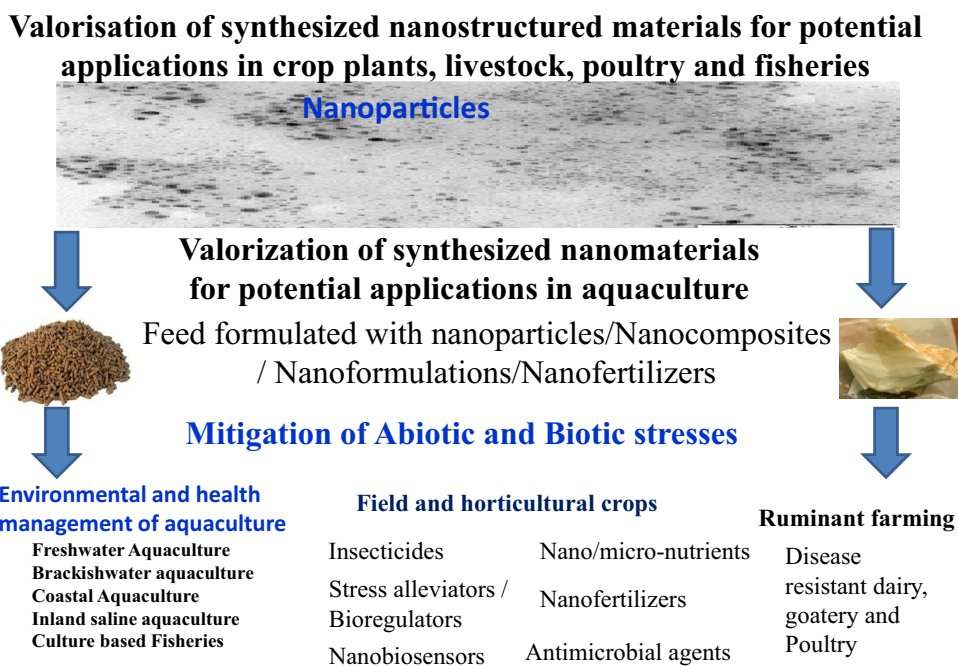 Valorisation of synthesized nanostructured materials for potential
applications in crop plants, livestock, poultry and fisheries
Nanoparticles
Valorization of synthesized nanomaterials
for potential applications in aquaculture
Feed formulated with nanoparticles/Nanocomposites
/ Nanoformulations/Nanofertilizers
Mitigation of Abiotic and Biotic stresses
Environmental and health
management of aquaculture
Freshwater Aquaculture
Brackishwater aquaculture
Coastal Aquaculture
Inland saline aquaculture
Culture based Fisheries
Field and horticultural crops
Insecticides
Stress alleviators /
Bioregulators
Nanobiosensors
Nano/micro-nutrients
Nanofertilizers
Antimicrobial agents
Ruminant farming
Disease
resistant dairy,
goatery and
Poultry